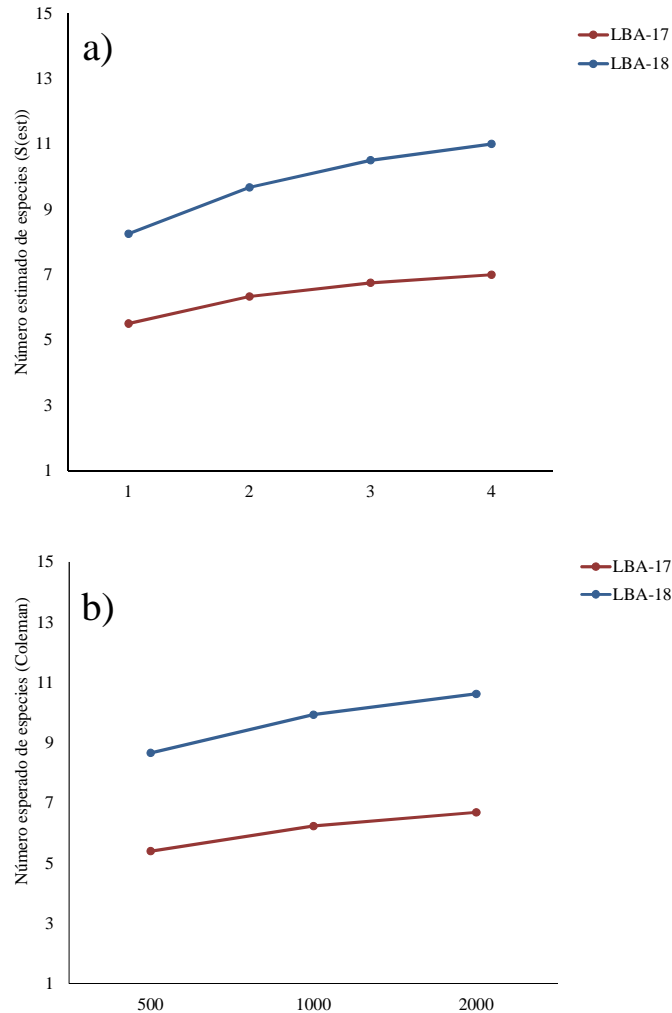 a)
LBA-17
LBA-18
Número estimado de especies (S(est))
15
13
11
9
7
5
3
1
1 2 3 4
b)
LBA-17
LBA-18
Número esperado de especies (Coleman)
15
13
11
9
7
5
3
1
500 1000 2000